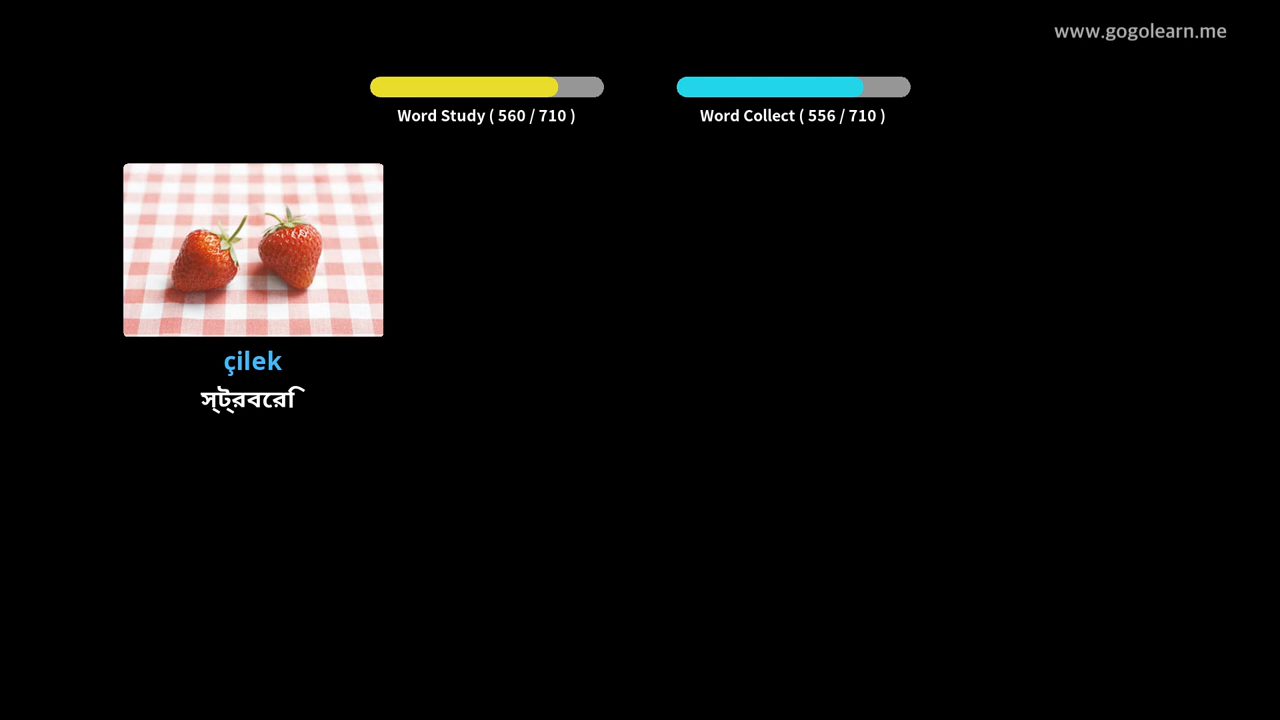 www.gogolearn.me
Word Study ( 560 / 710 )
Word Collect ( 556 / 710 )
çilek
স্ট্রবেরি